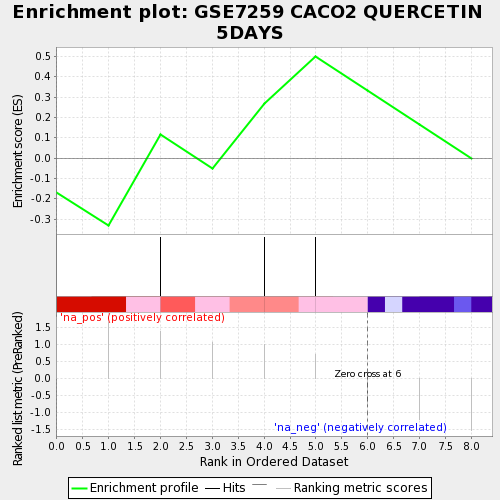 Enrichment plot: GSE7259 CACO2 QUERCETIN
5DAYS
Enrichment score (ES)
0.5
0.4
0.3
0.2
0.1
0.0
-0.1
-0.2
-0.3
Ranked list metric (PreRanked)
1.5
1.0
0.5
0.0
-0.5
-1.0
-1.5
'na_pos' (positively correlated)
Zero cross at 6
'na_neg' (negatively correlated)
0.0 0.5 1.0 1.5 2.0 2.5 3.0 3.5 4.0 4.5 5.0 5.5 6.0 6.5 7.0 7.5 8.0
Rank in Ordered Dataset
Enrichment profile Hits Ranking metric scores